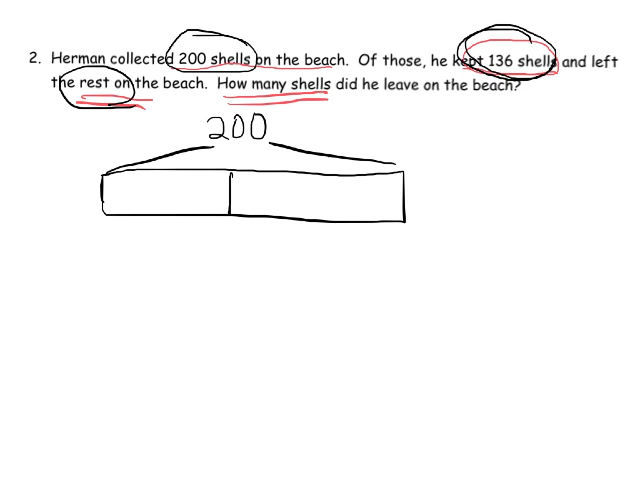 2. Herman collected 200 shells on the beach. Of those, he kept 136 shells and left
the rest on the beach. How many shells did he leave on the beach?
200